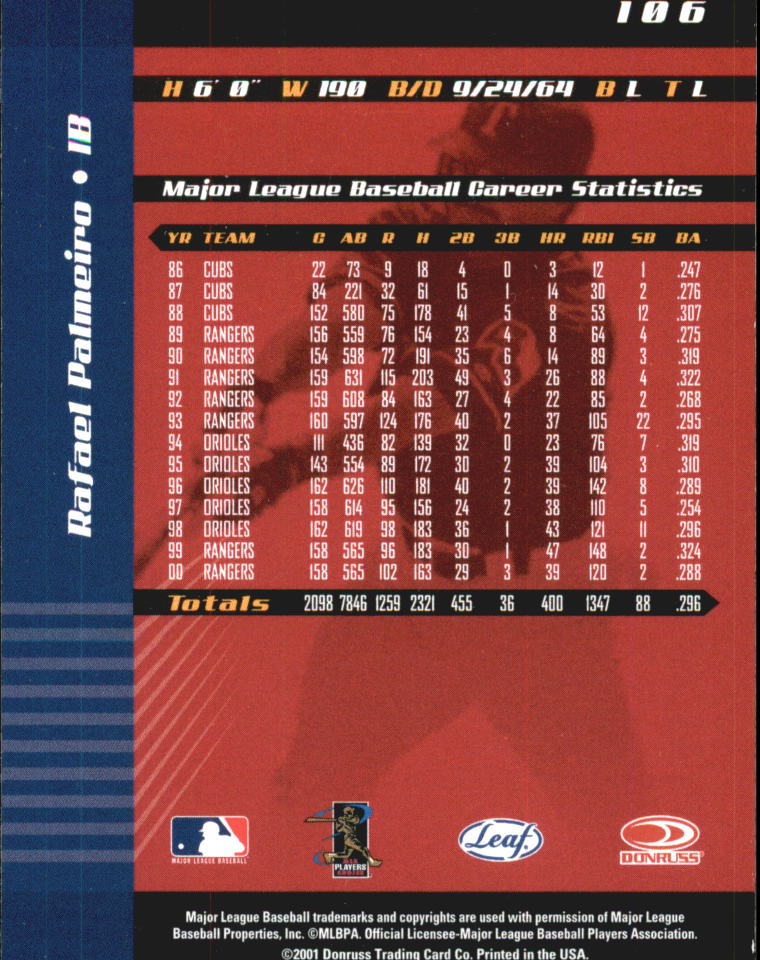 106
H 6' 0" W 190 B/D 9/24/64 B L T L
Rafael Palmeiro • 1B
Major League Baseball Career Statistics
YR TEAM G AB R H 2B 3B HR RBI SB BA
86 CUBS 22 73 9 18 4 0 3 12 1 .247
87 CUBS 84 221 32 61 15 1 14 30 2 .276
88 CUBS 152 580 75 178 41 5 8 53 12 .307
89 RANGERS 156 559 76 154 23 4 8 64 4 .275
90 RANGERS 154 598 72 191 35 6 14 89 3 .319
91 RANGERS 159 631 115 203 49 3 26 88 4 .322
92 RANGERS 159 608 84 163 27 4 22 85 2 .268
93 RANGERS 160 597 124 176 40 2 37 105 22 .295
94 ORIOLES 111 436 82 139 32 0 23 76 7 .319
95 ORIOLES 143 554 89 172 30 2 39 104 3 .310
96 ORIOLES 162 626 110 181 40 2 39 142 8 .289
97 ORIOLES 158 614 95 156 24 2 38 110 5 .254
98 ORIOLES 162 619 98 183 36 1 43 121 11 .296
99 RANGERS 158 565 96 183 30 1 47 148 2 .324
00 RANGERS 158 565 102 163 29 3 39 120 2 .288
Totals 2098 7846 1259 2321 455 36 400 1347 88 .296
MAJOR LEAGUE BASEBALL
PLAYERS
CHOICE
Leaf
DONRUSS
Major League Baseball trademarks and copyrights are used with permission of Major League
Baseball Properties, Inc. ©MLBPA. Official Licensee-Major League Baseball Players Association.
©2001 Donruss Trading Card Co. Printed in the USA.